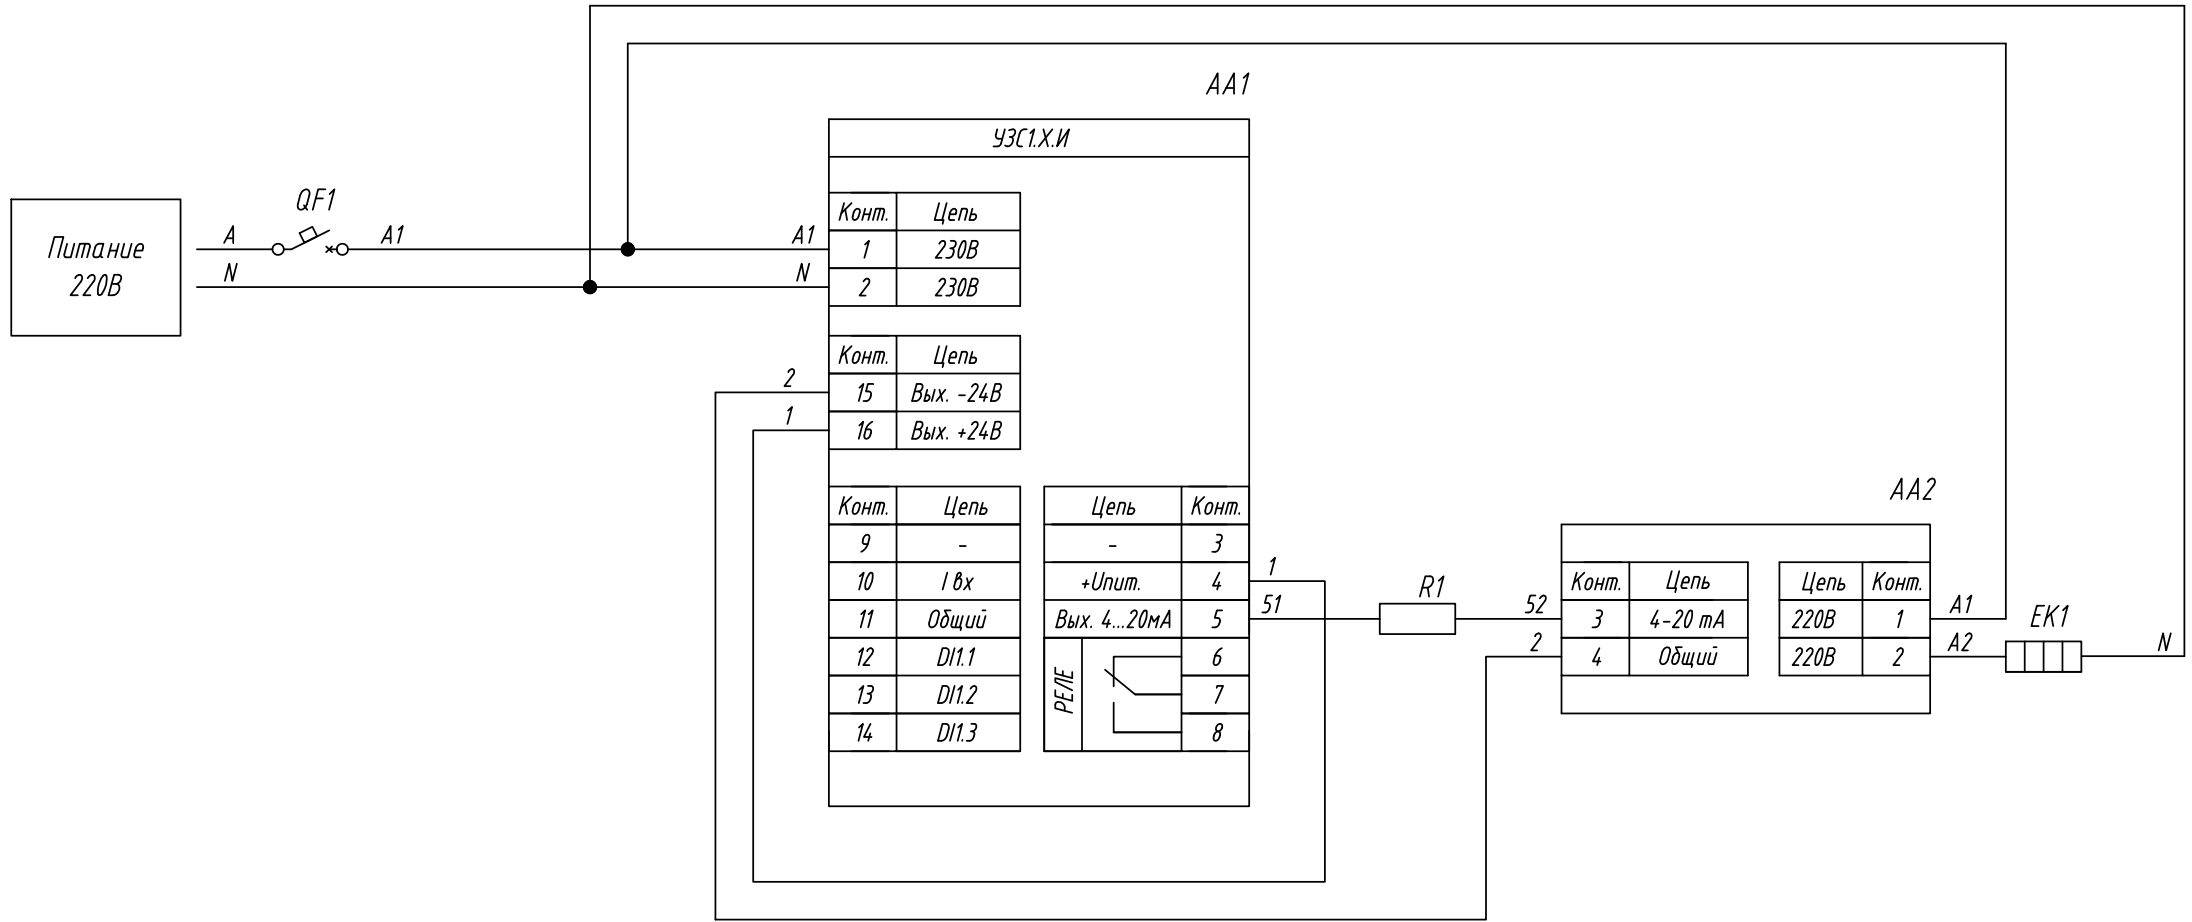 АА1
УЗС1.Х.И
Питание
220В
A
QF1
A1
A1
N
N
Конт. Цепь
1 230В
2 230В
Конт. Цепь
2 15 Вых. -24В
1 16 Вых. +24В
Конт. Цепь
9 -
10 I вх
11 Общий
12 DI1.1
13 DI1.2
14 DI1.3
Цепь Конт.
- 3
+Uпит. 4 1
Вых. 4...20мА 5 51
РЕЛЕ
6
7
8
R1
АА2
Конт. Цепь
52 3 4-20 mA
2 4 Общий
Цепь Конт.
220В 1 A1
220В 2 A2
EK1
N